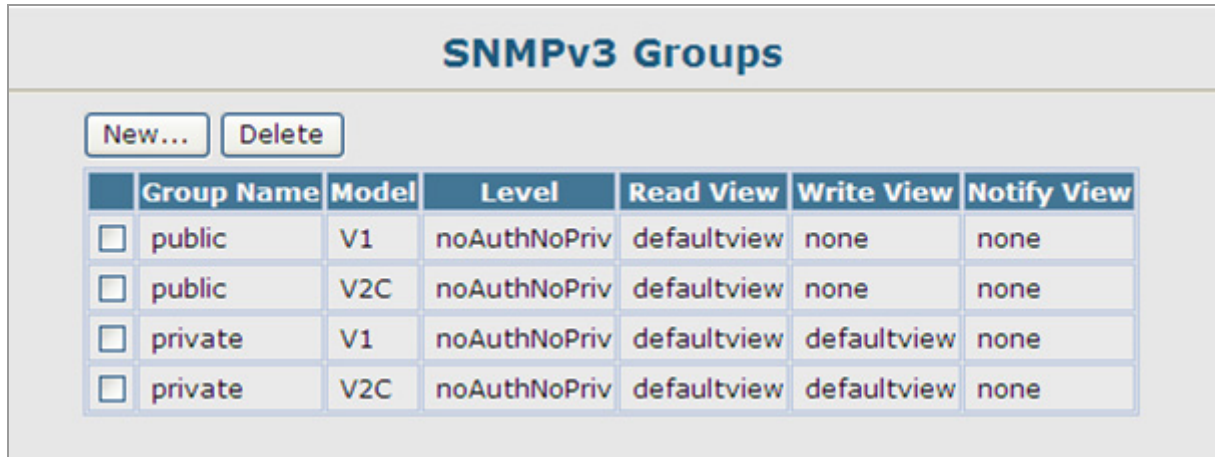 SNMPv3 Groups
New... Delete
Group Name Model Level Read View Write View Notify View
public V1 noAuthNoPriv defaultview none none
public V2C noAuthNoPriv defaultview none none
private V1 noAuthNoPriv defaultview defaultview none
private V2C noAuthNoPriv defaultview defaultview none